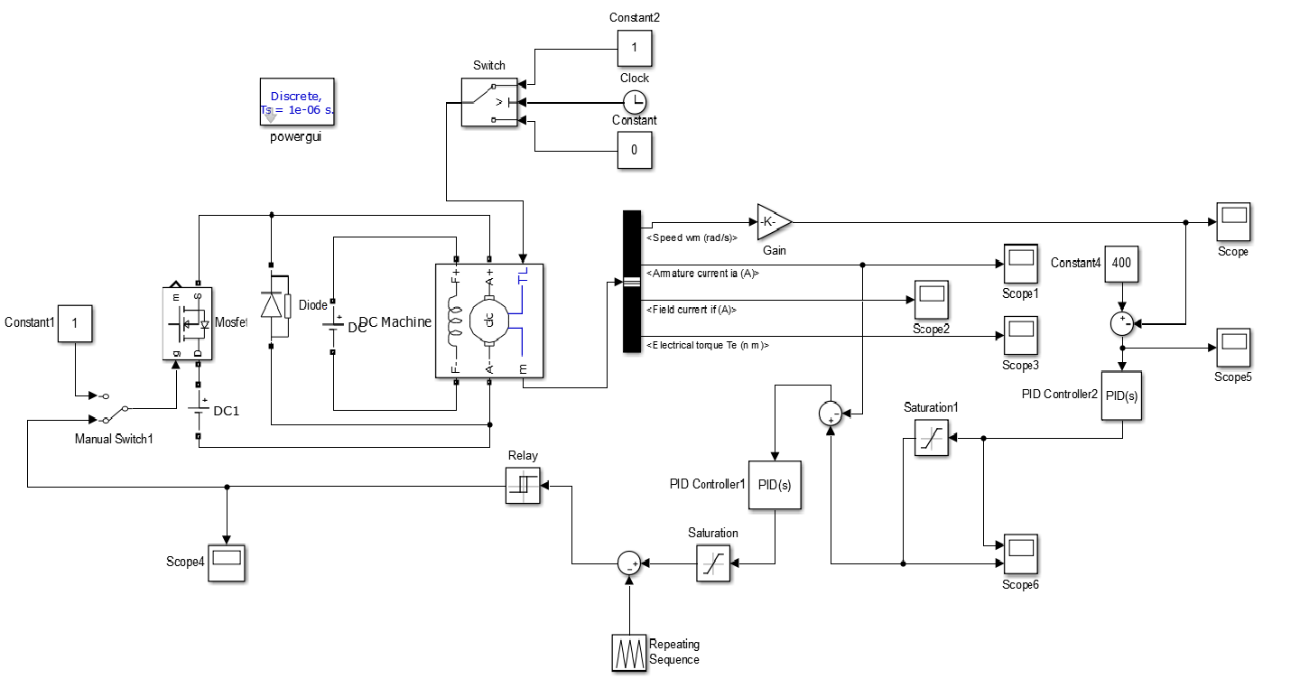 Constant2
1
Switch
Clock
>
Constant
0
Discrete,
Ts = 1e-06 s.
powergui
-K-
Gain
<Speed wm (rad/s)>
Scope
<Armature current ia (A)>
Scope1
Constant4
400
<Field current if (A)>
Scope2
<Electrical torque Te (n m)>
Scope3
Scope5
Constant1
1
m
S
g
D
Mosfet
Diode
DC
DC Machine
F+
A+
TL
dc
F-
A-
m
DC1
Manual Switch1
PID Controller2
PID(s)
Saturation1
Relay
PID Controller1
PID(s)
Saturation
Scope4
Scope6
Repeating
Sequence